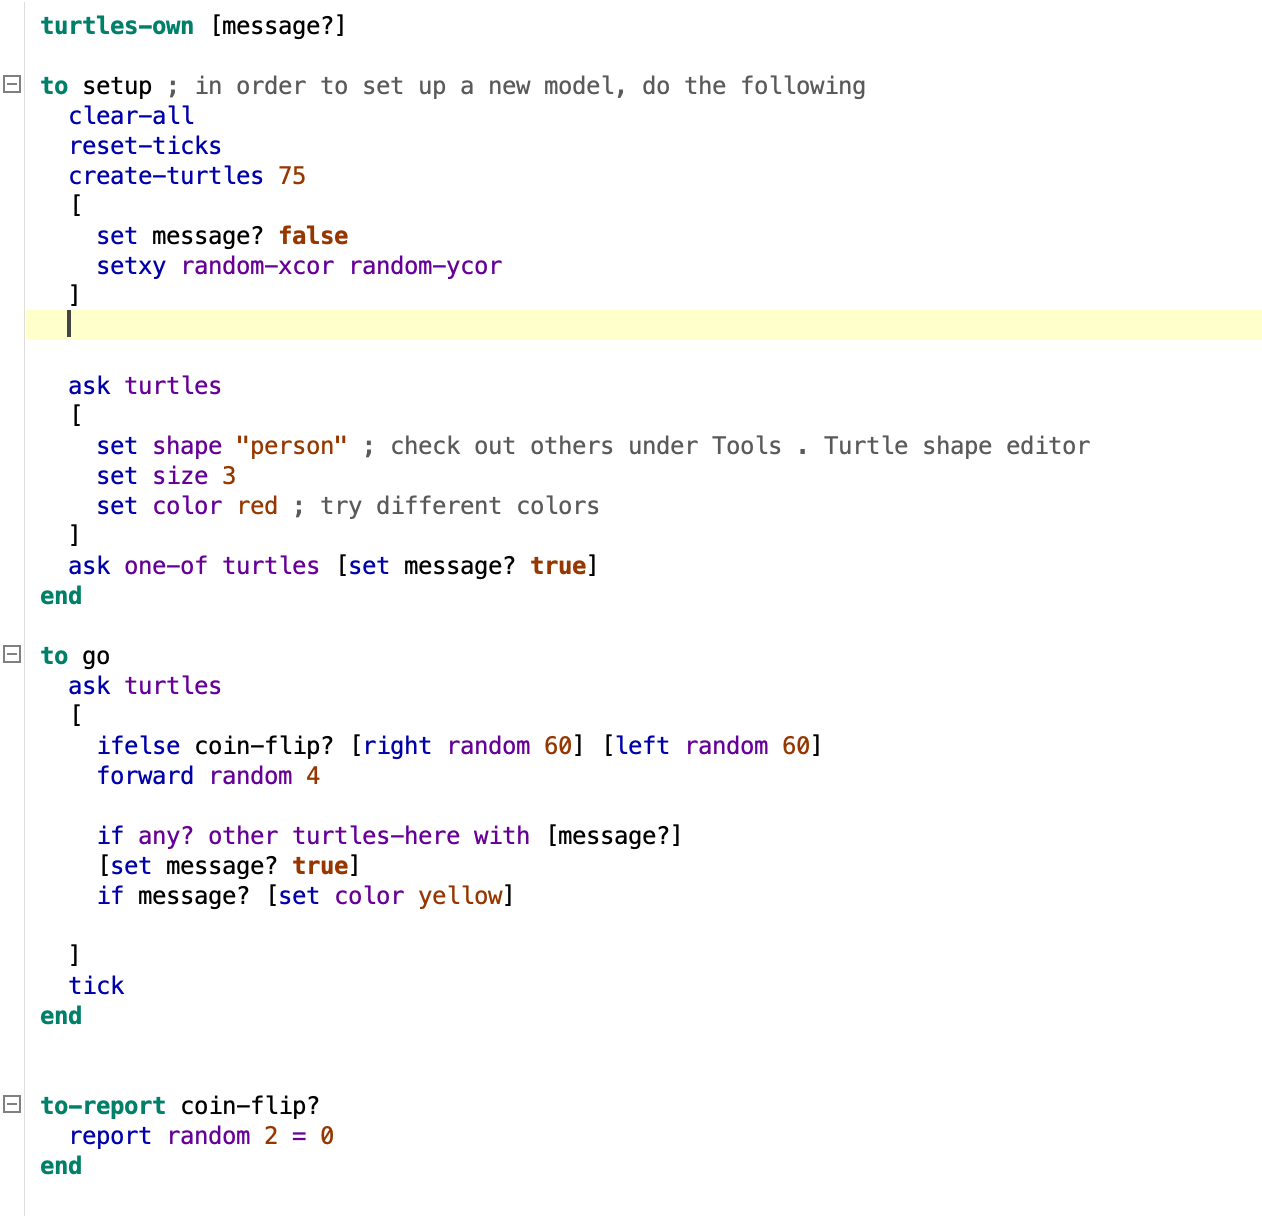 turtles-own [message?]
to setup ; in order to set up a new model, do the following
clear-all
reset-ticks
create-turtles 75
[
set message? false
setxy random-xcor random-ycor
]
ask turtles
[
set shape "person" ; check out others under Tools . Turtle shape editor
set size 3
set color red ; try different colors
]
ask one-of turtles [set message? true]
end
to go
ask turtles
[
ifelse coin-flip? [right random 60] [left random 60]
forward random 4
if any? other turtles-here with [message?]
[set message? true]
if message? [set color yellow]
]
tick
end
to-report coin-flip?
report random 2 = 0
end